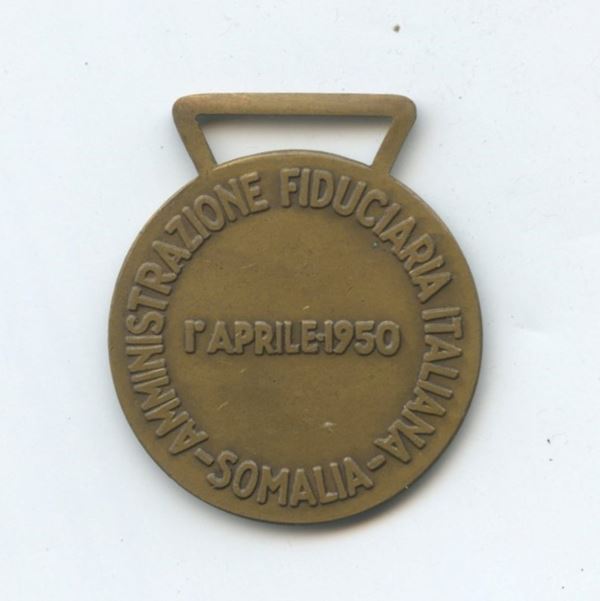 AMMINISTRAZIONE FIDUCIARIA ITALIANA
-SOMALIA-
1° APRILE-1950